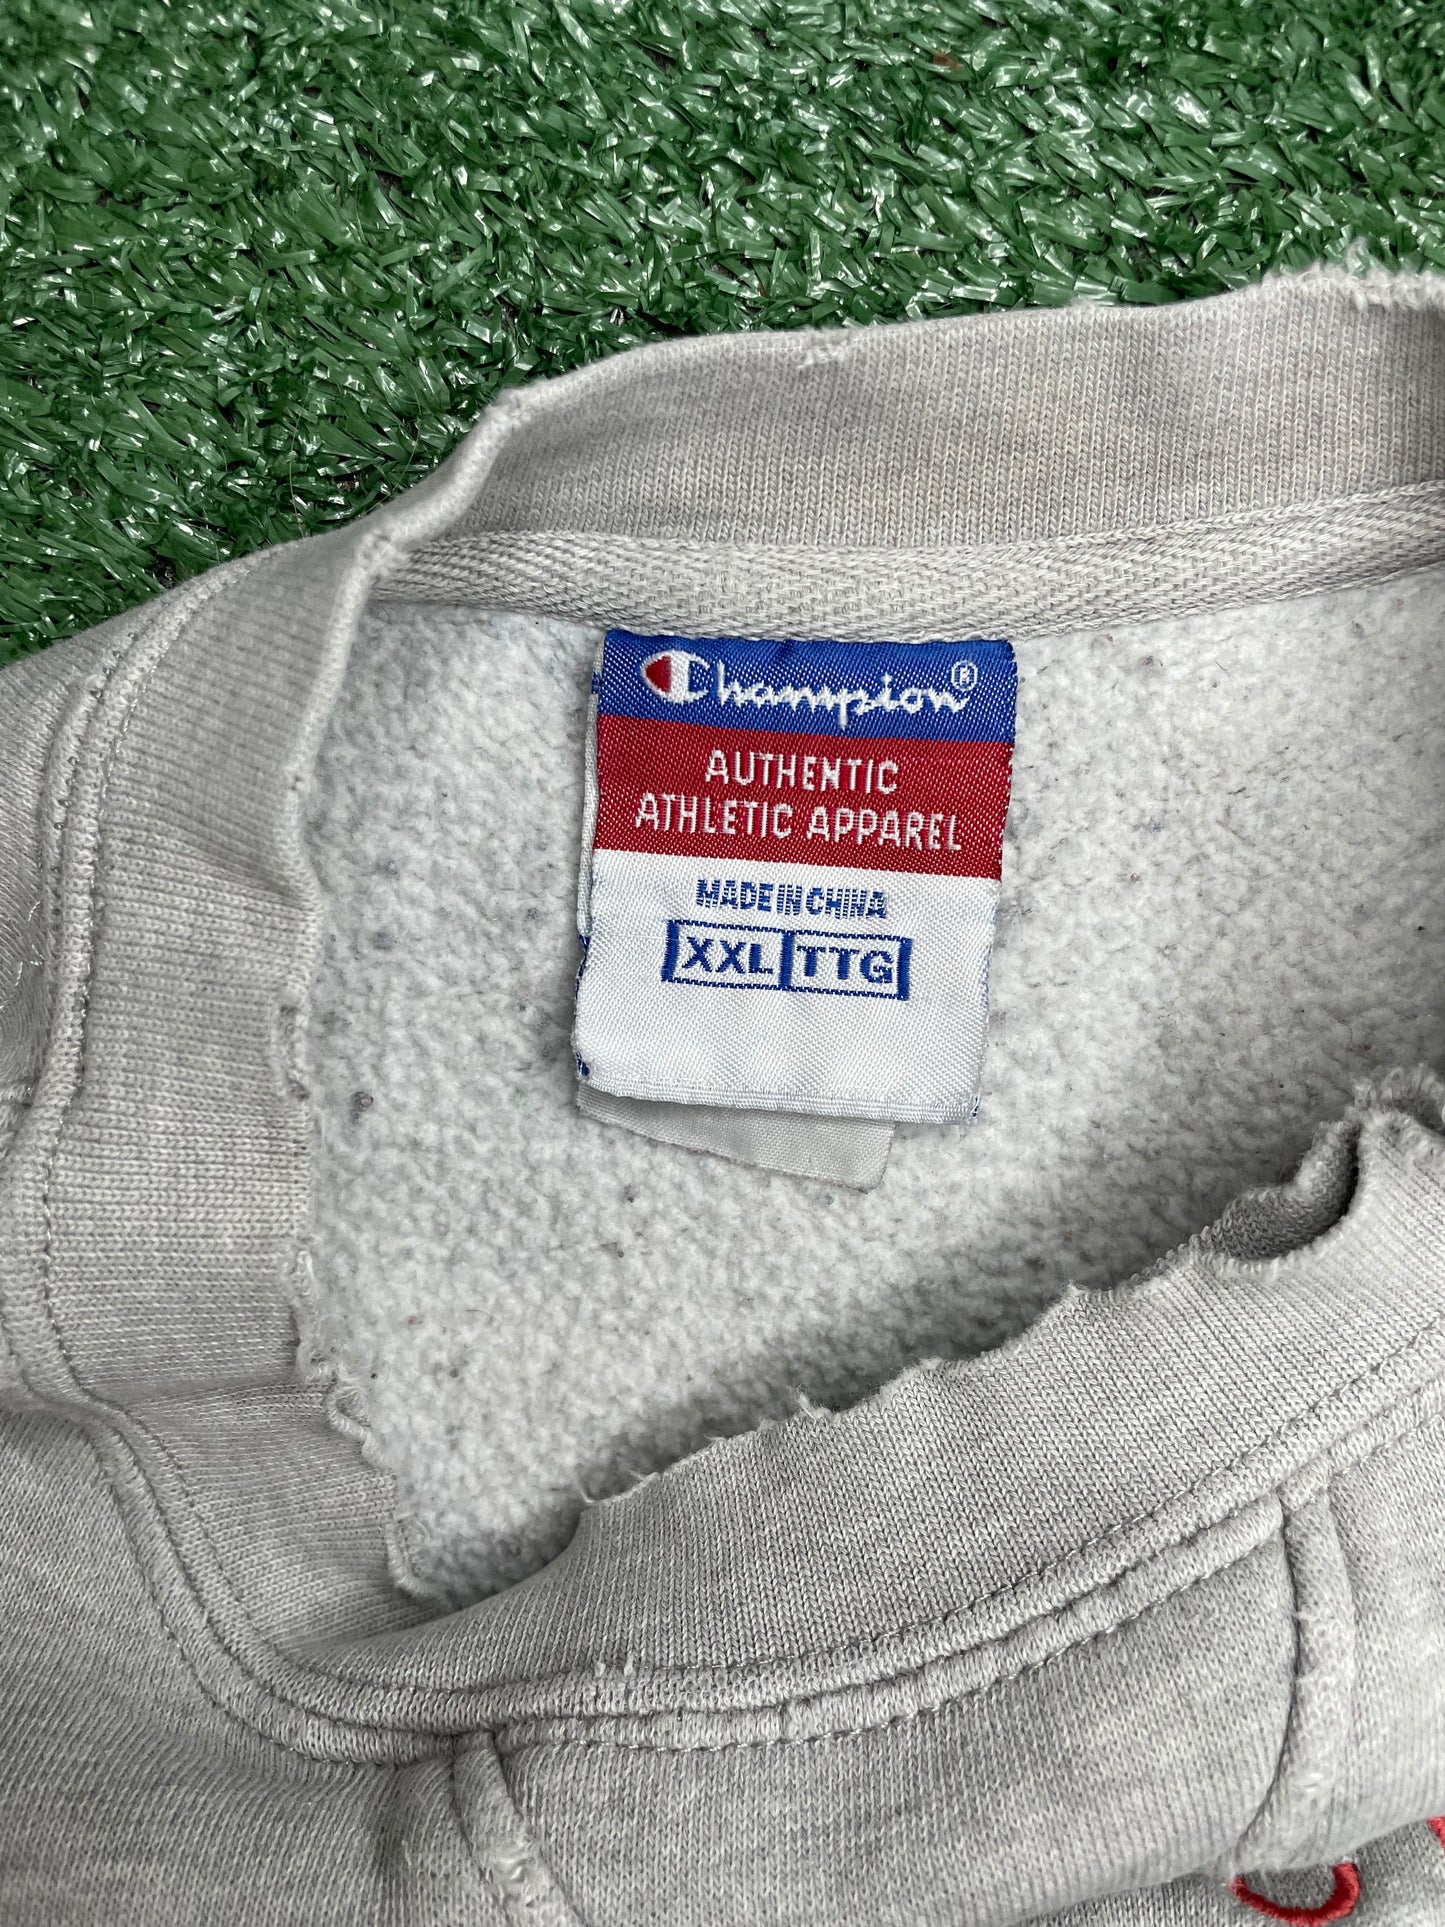 Champion®
AUTHENTIC
ATHLETIC APPAREL
MADE IN CHINA
XXL TTG